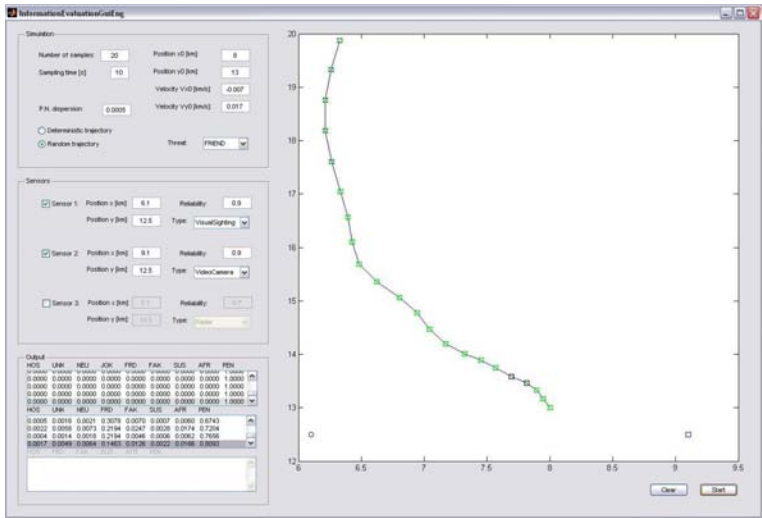 InformationEvaluationGuiEng
Simulation
Number of samples: 20 Position x0 [km] 8
Sampling time [s] 10 Position y0 [km] 13
Velocity Vx0 [km/s] -0.007
P.N. dispersion 0.0005 Velocity Vy0 [km/s] 0.017
Deterministic trajectory
Random trajectory Threat FRIEND
Sensors
Sensor 1: Position x [km] 6.1 Reliability: 0.9
Position y [km] 12.5 Type: VisualSighting
Sensor 2: Position x [km] 9.1 Reliability: 0.9
Position y [km] 12.5 Type: VideoCamera
Sensor 3: Position x [km] Reliability:
Position y [km] Type: Radar
Output
HOS UNK NEU JOK FRD FAK SUS AFR PEN
0.0000 0.0000 0.0000 0.0000 0.0000 0.0000 0.0000 0.0000 1.0000
0.0000 0.0000 0.0000 0.0000 0.0000 0.0000 0.0000 0.0000 1.0000
0.0000 0.0000 0.0000 0.0000 0.0000 0.0000 0.0000 0.0000 1.0000
0.0000 0.0000 0.0000 0.0000 0.0000 0.0000 0.0000 0.0000 1.0000
HOS UNK NEU FRD FAK SUS AFR PEN
0.0005 0.0016 0.0021 0.3078 0.0070 0.0007 0.0060 0.6743
0.0022 0.0058 0.0073 0.2194 0.0247 0.0028 0.0174 0.7204
0.0004 0.0014 0.0018 0.2194 0.0046 0.0006 0.0062 0.7656
0.0017 0.0049 0.0064 0.1463 0.0126 0.0022 0.0166 0.8093
HOS FRD FAK SUS AFR PEN
20
19
18
17
16
15
14
13
12
6 6.5 7 7.5 8 8.5 9 9.5
Clear Start